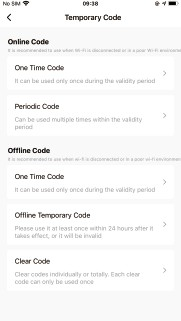 No SIM
09:38
Temporary Code
Online Code
It is recommended to use when Wi-Fi is disconnected or in a poor Wi-Fi environme
One Time Code
It can be used only once during the validity period
Periodic Code
Can be used multiple times within the validity
period
Offline Code
It is recommended to use when wi-fi is disconnected or in a poor wi-fi environmen
One Time Code
It can be used only once during the validity period
Offline Temporary Code
Please use it at least once within 24 hours after it
takes effect, or it will be invalid
Clear Code
Clear codes individually or totally. Each clear
code can only be used once